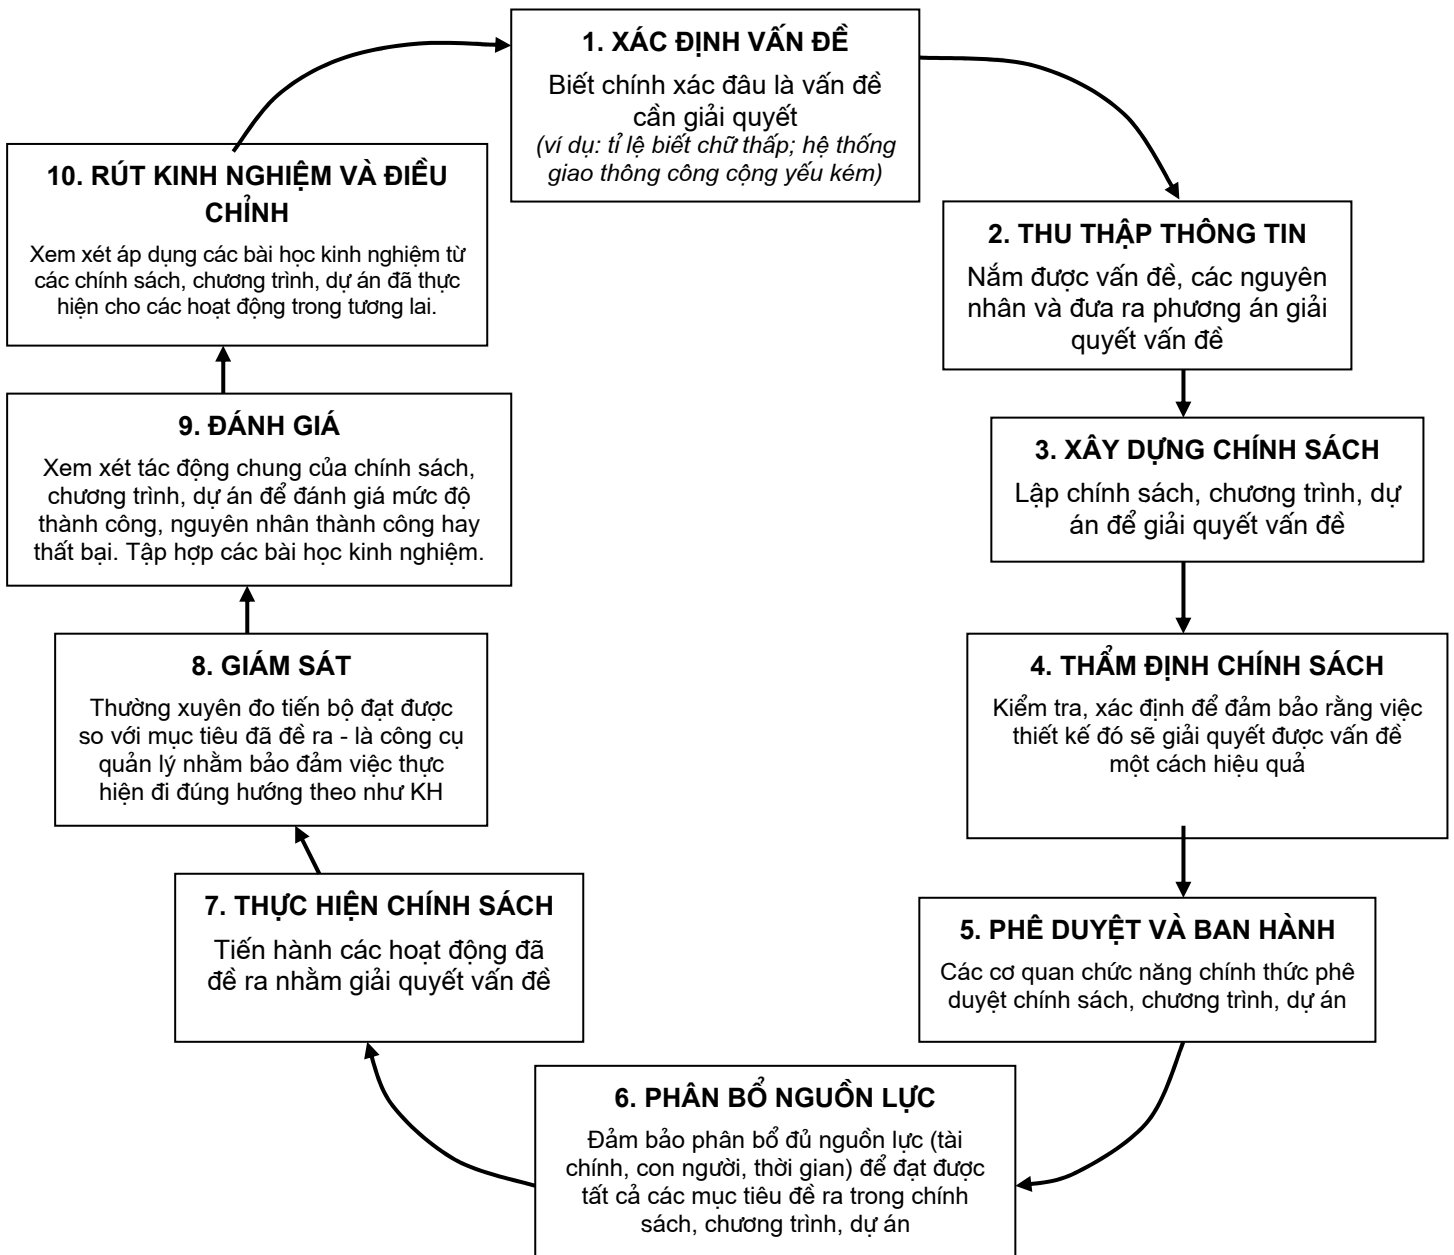 1. XÁC ĐỊNH VẤN ĐỀ
Biết chính xác đâu là vấn đề
cần giải quyết
(ví dụ: tỉ lệ biết chữ thấp; hệ thống
giao thông công cộng yếu kém)
2. THU THẬP THÔNG TIN
Nắm được vấn đề, các nguyên
nhân và đưa ra phương án giải
quyết vấn đề
3. XÂY DỰNG CHÍNH SÁCH
Lập chính sách, chương trình, dự
án để giải quyết vấn đề
4. THẨM ĐỊNH CHÍNH SÁCH
Kiểm tra, xác định để đảm bảo rằng việc
thiết kế đó sẽ giải quyết được vấn đề
một cách hiệu quả
5. PHÊ DUYỆT VÀ BAN HÀNH
Các cơ quan chức năng chính thức phê
duyệt chính sách, chương trình, dự án
6. PHÂN BỔ NGUỒN LỰC
Đảm bảo phân bổ đủ nguồn lực (tài
chính, con người, thời gian) để đạt được
tất cả các mục tiêu đề ra trong chính
sách, chương trình, dự án
7. THỰC HIỆN CHÍNH SÁCH
Tiến hành các hoạt động đã
đề ra nhằm giải quyết vấn đề
8. GIÁM SÁT
Thường xuyên đo tiến bộ đạt được
so với mục tiêu đã đề ra - là công cụ
quản lý nhằm bảo đảm việc thực
hiện đi đúng hướng theo như KH
9. ĐÁNH GIÁ
Xem xét tác động chung của chính sách,
chương trình, dự án để đánh giá mức độ
thành công, nguyên nhân thành công hay
thất bại. Tập hợp các bài học kinh nghiệm.
10. RÚT KINH NGHIỆM VÀ ĐIỀU
CHỈNH
Xem xét áp dụng các bài học kinh nghiệm từ
các chính sách, chương trình, dự án đã thực
hiện cho các hoạt động trong tương lai.